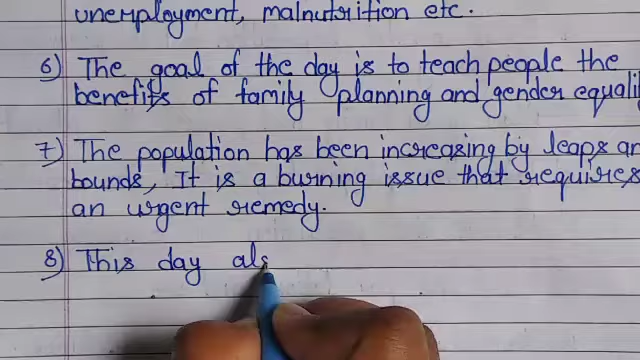 unemployment, malnutrition etc.
6) The goal of the day is to teach people the
benefits of family planning and gender equali
7) The population has been increasing by leaps an
bounds, It is a burning issue that requires
an urgent remedy.
8) This day als